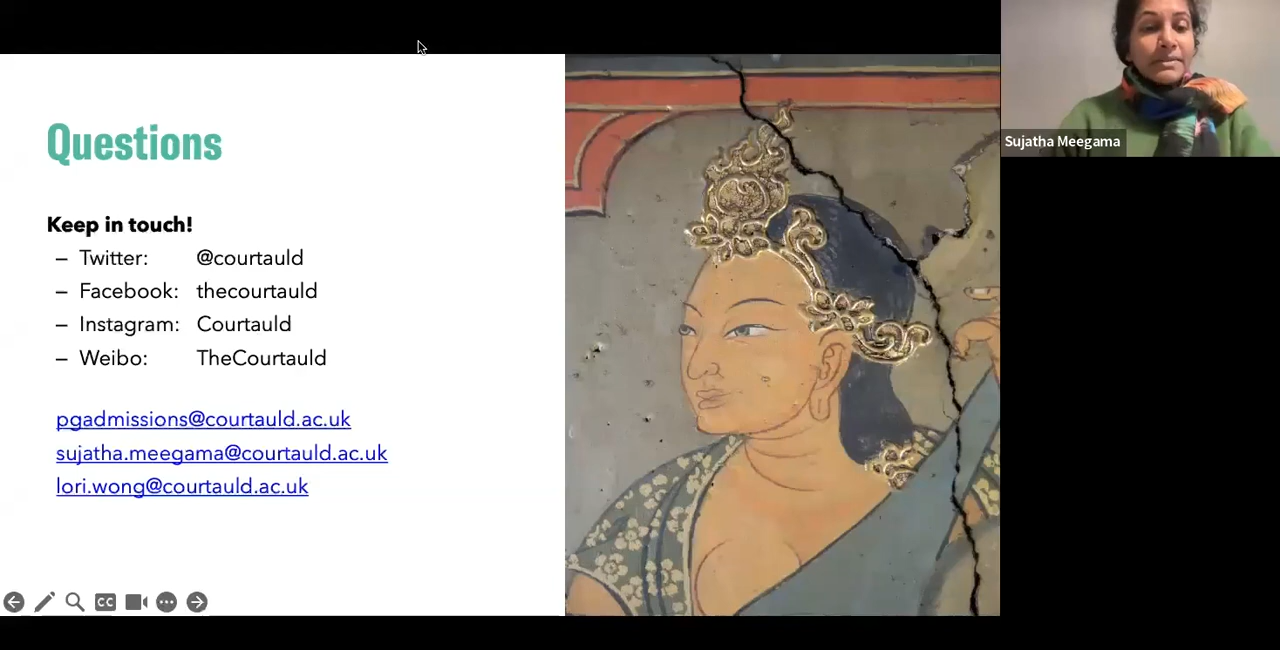 Questions
Keep in touch!
– Twitter: @courtauld
– Facebook: thecourtauld
– Instagram: Courtauld
– Weibo: TheCourtauld
pgadmissions@courtauld.ac.uk
sujatha.meegama@courtauld.ac.uk
lori.wong@courtauld.ac.uk
CC
Sujatha Meegama